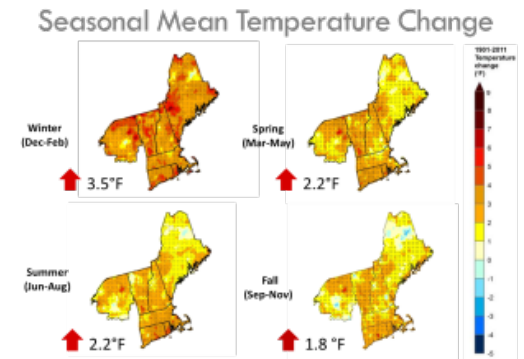 Seasonal Mean Temperature Change
1901-2011
Temperature
change
(°F)
Winter
(Dec-Feb)
3.5°F
Spring
(Mar-May)
2.2°F
Summer
(Jun-Aug)
2.2°F
Fall
(Sep-Nov)
1.8 °F
9
8
7
6
5
4
3
2
1
0
-1
-2
-3
-4
-5